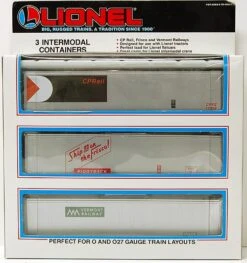 LIONEL
BIG, RUGGED TRAINS. A TRADITION SINCE 1900
3 INTERMODAL
CONTAINERS
• CP Rail, Frisco and Vermont Railways
• Designed for use with Lionel tractors
• Perfect load for Lionel flatcars
CPRail
Ship it on
the frisco!
VERMONT
RAILWAY
PERFECT FOR O AND O27 GAUGE TRAIN LAYOUTS